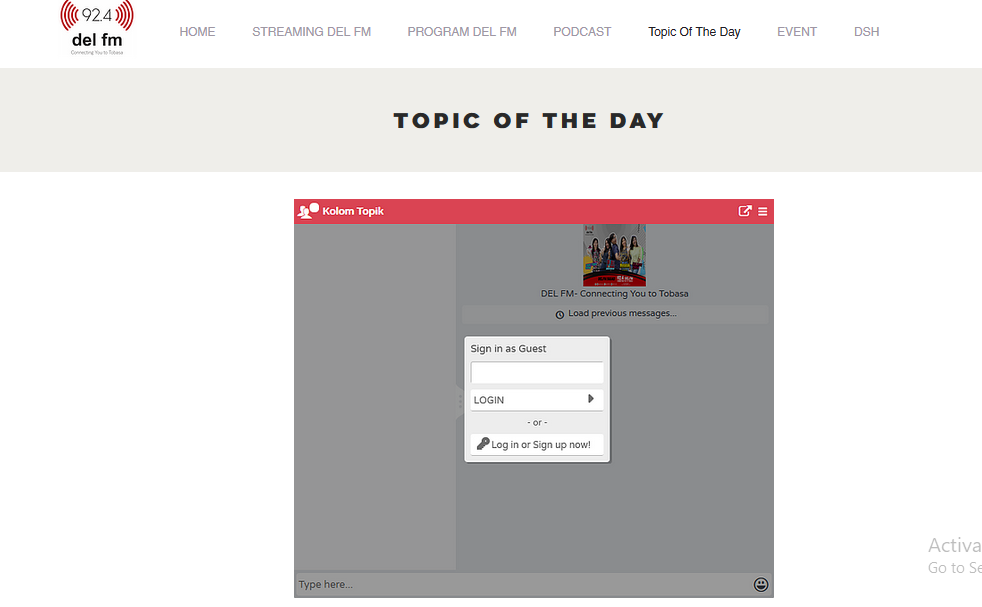 92.4
del fm
Connecting You to Tobasa
HOME STREAMING DEL FM PROGRAM DEL FM PODCAST Topic Of The Day EVENT DSH
TOPIC OF THE DAY
Kolom Topik
DEL FM- Connecting You to Tobasa
Load previous messages...
Sign in as Guest
LOGIN
- or -
Log in or Sign up now!
Type here...
Activa
Go to Se